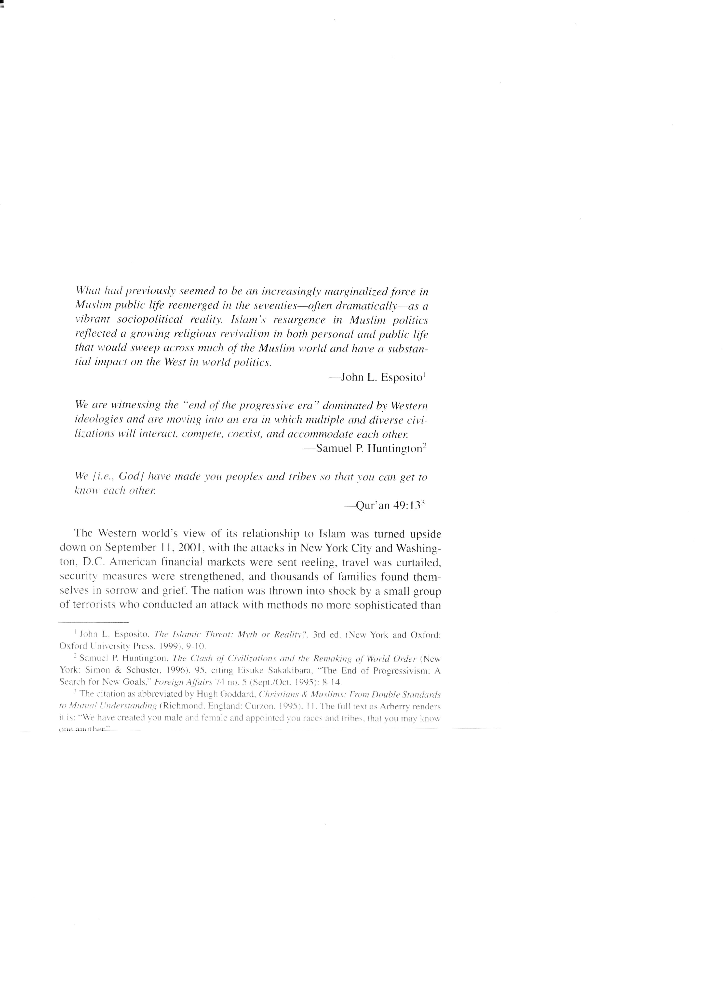 What had previously seemed to be an increasingly marginalized force in
Muslim public life reemerged in the seventies—often dramatically—as a
vibrant sociopolitical reality. Islam's resurgence in Muslim politics
reflected a growing religious revivalism in both personal and public life
that would sweep across much of the Muslim world and have a substan-
tial impact on the West in world politics.
—John L. Esposito¹
We are witnessing the "end of the progressive era" dominated by Western
ideologies and are moving into an era in which multiple and diverse civi-
lizations will interact, compete, coexist, and accommodate each other.
—Samuel P. Huntington²
We [i.e., God] have made you peoples and tribes so that you can get to
know each other.
—Qur'an 49:13³
The Western world's view of its relationship to Islam was turned upside
down on September 11, 2001, with the attacks in New York City and Washing-
ton, D.C. American financial markets were sent reeling, travel was curtailed,
security measures were strengthened, and thousands of families found them-
selves in sorrow and grief. The nation was thrown into shock by a small group
of terrorists who conducted an attack with methods no more sophisticated than
¹ John L. Esposito, The Islamic Threat: Myth or Reality?, 3rd ed. (New York and Oxford:
Oxford University Press, 1999), 9-10.
² Samuel P. Huntington, The Clash of Civilizations and the Remaking of World Order (New
York: Simon & Schuster, 1996), 95, citing Eisuke Sakakibara, "The End of Progressivism: A
Search for New Goals," Foreign Affairs 74 no. 5 (Sept./Oct. 1995): 8-14.
³ The citation as abbreviated by Hugh Goddard, Christians & Muslims: From Double Standards
to Mutual Understanding (Richmond, England: Curzon, 1995), 11. The full text as Arberry renders
it is: "We have created you male and female and appointed you races and tribes, that you may know
one another."